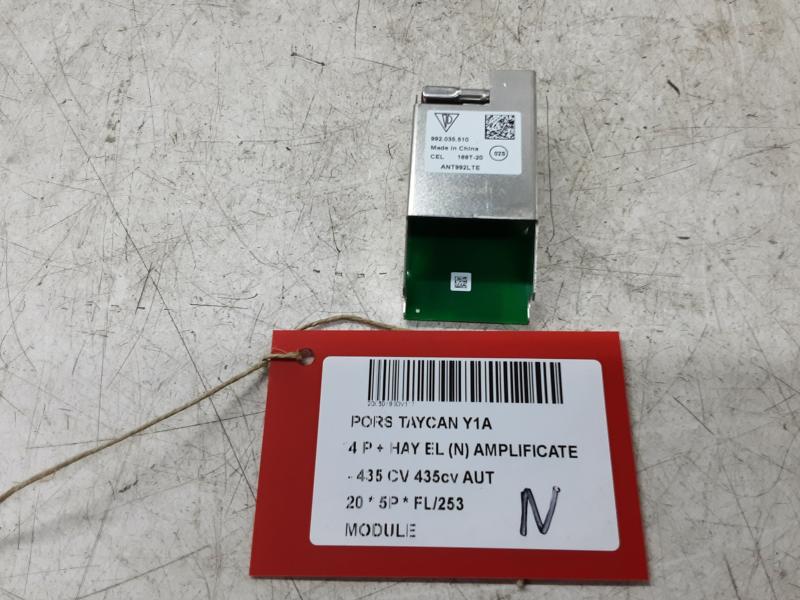 992.035.510
Made in China
CEL 169T-20 025
ANT992LTE
PORS TAYCAN Y1A
4 P + HAY EL (N) AMPLIFICATE
- 435 CV 435cv AUT
20 * 5P * FL/253
MODULE
N